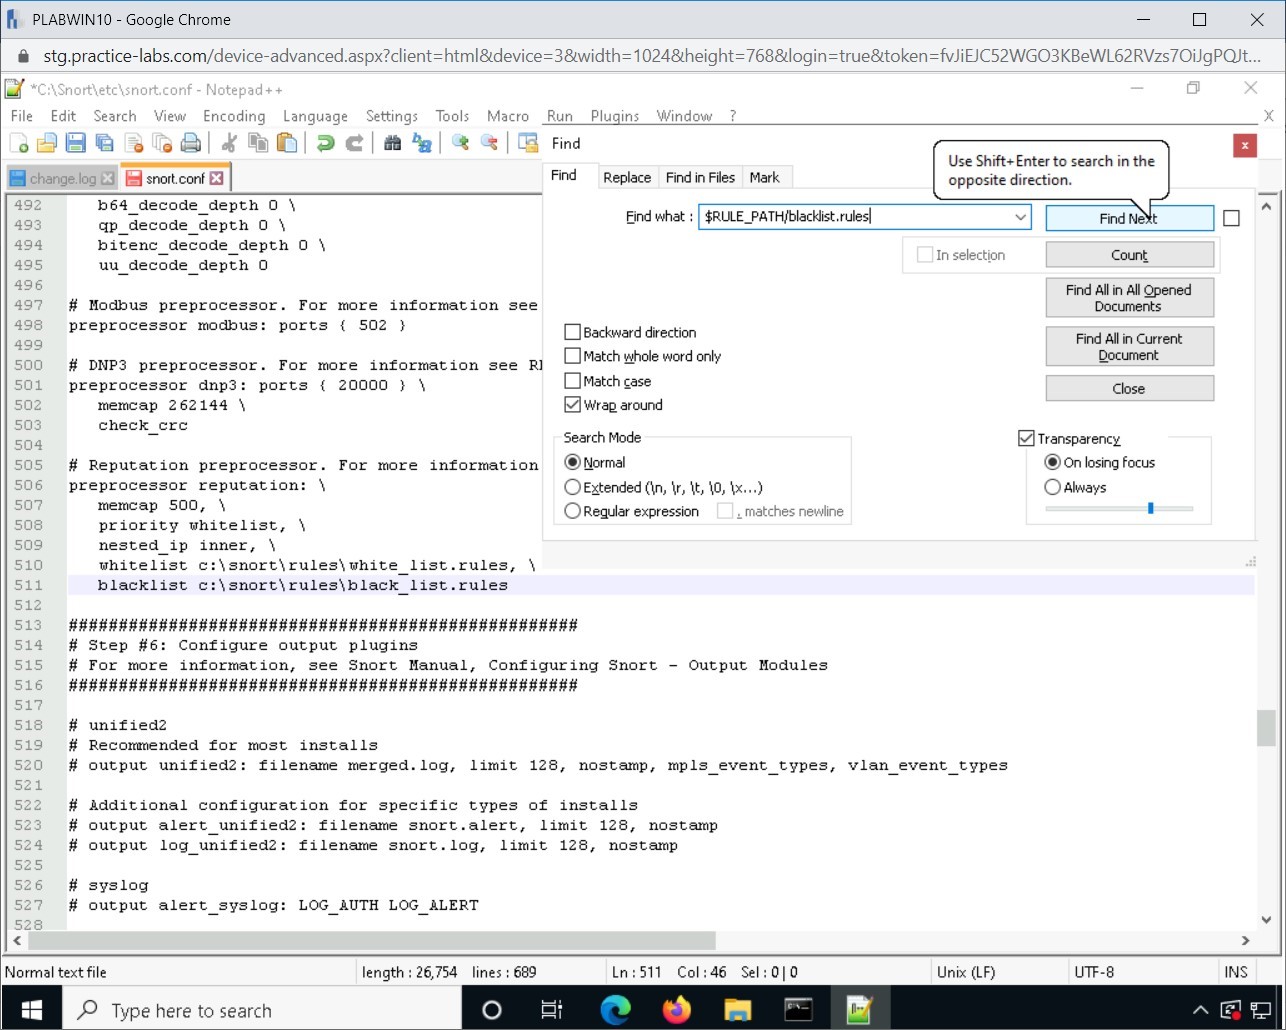 PLABWIN10 - Google Chrome
stg.practice-labs.com/device-advanced.aspx?client=html&device=3&width=1024&height=768&login=true&token=fvJiEJC52WGO3KBeWL62RVzs7OiJgPQJt...
*C:\Snort\etc\snort.conf - Notepad++
File Edit Search View Encoding Language Settings Tools Macro Run Plugins Window ? X
Find
Use Shift+Enter to search in the
opposite direction.
change.log snort.conf
Find Replace Find in Files Mark
Find what : $RULE_PATH/blacklist.rules Find Next
In selection Count
Find All in All Opened
Documents
Find All in Current
Document
Close
Backward direction
Match whole word only
Match case
Wrap around
Search Mode
Normal
Extended (\n, \r, \t, \0, \x...)
Regular expression . matches newline
Transparency
On losing focus
Always
492 b64_decode_depth 0 \
493 qp_decode_depth 0 \
494 bitenc_decode_depth 0 \
495 uu_decode_depth 0
496
497 # Modbus preprocessor. For more information see
498 preprocessor modbus: ports { 502 }
499
500 # DNP3 preprocessor. For more information see RE
501 preprocessor dnp3: ports { 20000 } \
502 memcap 262144 \
503 check_crc
504
505 # Reputation preprocessor. For more information
506 preprocessor reputation: \
507 memcap 500, \
508 priority whitelist, \
509 nested_ip inner, \
510 whitelist c:\snort\rules\white_list.rules, \
511 blacklist c:\snort\rules\black_list.rules
512
513 ###################################################
514 # Step #6: Configure output plugins
515 # For more information, see Snort Manual, Configuring Snort - Output Modules
516 ###################################################
517
518 # unified2
519 # Recommended for most installs
520 # output unified2: filename merged.log, limit 128, nostamp, mpls_event_types, vlan_event_types
521
522 # Additional configuration for specific types of installs
523 # output alert_unified2: filename snort.alert, limit 128, nostamp
524 # output log_unified2: filename snort.log, limit 128, nostamp
525
526 # syslog
527 # output alert_syslog: LOG_AUTH LOG_ALERT
528
Normal text file length : 26,754 lines : 689 Ln : 511 Col : 46 Sel : 0 | 0 Unix (LF) UTF-8 INS
Type here to search